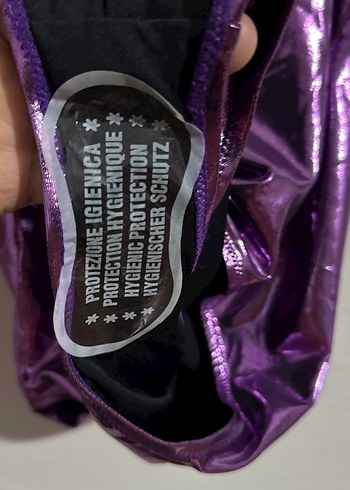 * PROTEZIONE IGIENICA *
* PROTECTION HYGIENIQUE *
* HYGIENIC PROTECTION *
* HYGIENISCHER SCHUTZ *